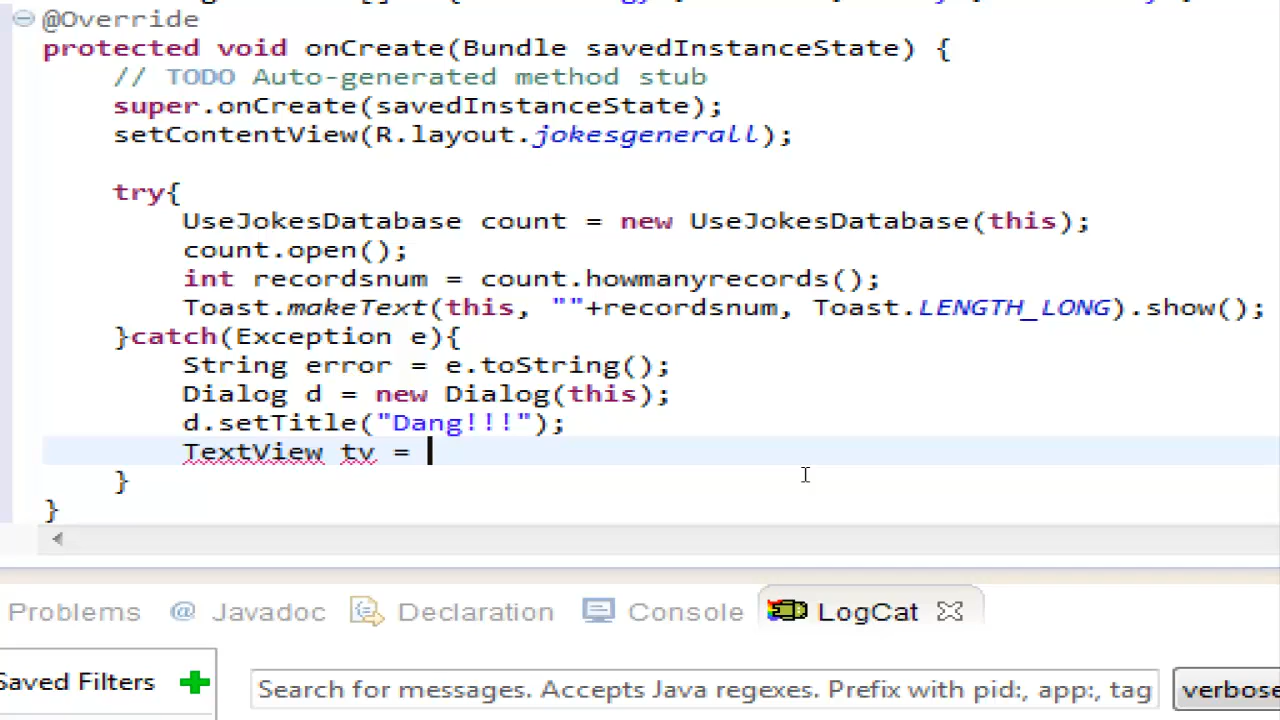 @Override
protected void onCreate(Bundle savedInstanceState) {
// TODO Auto-generated method stub
super.onCreate(savedInstanceState);
setContentView(R.layout.jokesgenerall);
try{
UseJokesDatabase count = new UseJokesDatabase(this);
count.open();
int recordsnum = count.howmanyrecords();
Toast.makeText(this, ""+recordsnum, Toast.LENGTH_LONG).show();
}catch(Exception e){
String error = e.toString();
Dialog d = new Dialog(this);
d.setTitle("Dang!!!");
TextView tv =
}
}
Problems @ Javadoc Declaration Console LogCat
Saved Filters
Search for messages. Accepts Java regexes. Prefix with pid:, app:, tag
verbose